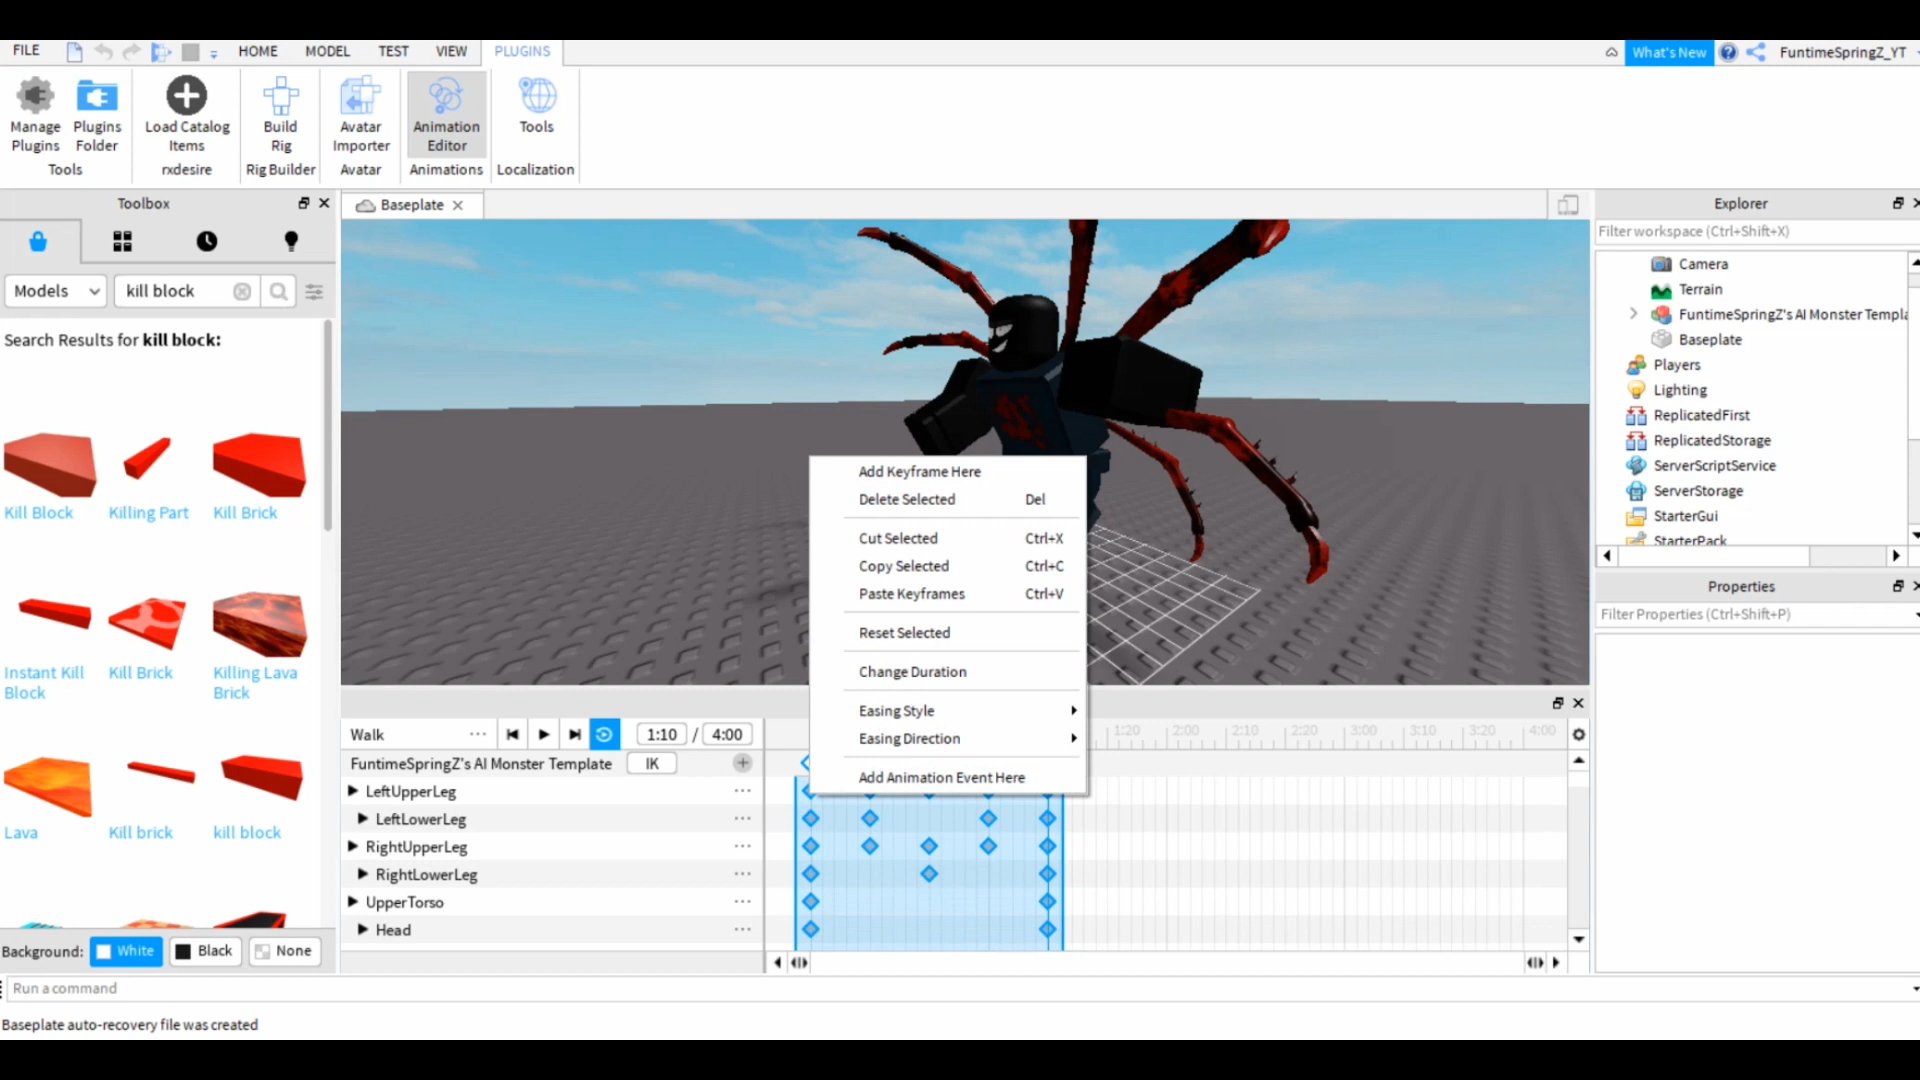 FILE HOME MODEL TEST VIEW PLUGINS What's New FuntimeSpringZ_YT
Manage Plugins Plugins Folder Load Catalog Items Build Rig Avatar Importer Animation Editor Tools
Tools rxdesire Rig Builder Avatar Animations Localization
Toolbox
Models kill block
Search Results for kill block:
Kill Block Killing Part Kill Brick
Instant Kill Block Kill Brick Killing Lava Brick
Lava Kill brick kill block
Background: White Black None
Baseplate
Add Keyframe Here
Delete Selected Del
Cut Selected Ctrl+X
Copy Selected Ctrl+C
Paste Keyframes Ctrl+V
Reset Selected
Change Duration
Easing Style
Easing Direction
Add Animation Event Here
Walk ... 1:10 / 4:00 1:20 2:00 2:10 2:20 3:00 3:10 3:20 4:00
FuntimeSpringZ's AI Monster Template IK
LeftUpperLeg ...
LeftLowerLeg ...
RightUpperLeg ...
RightLowerLeg ...
UpperTorso ...
Head ...
Explorer
Filter workspace (Ctrl+Shift+X)
Camera
Terrain
FuntimeSpringZ's AI Monster Templa
Baseplate
Players
Lighting
ReplicatedFirst
ReplicatedStorage
ServerScriptService
ServerStorage
StarterGui
StarterPack
Properties
Filter Properties (Ctrl+Shift+P)
Run a command
Baseplate auto-recovery file was created